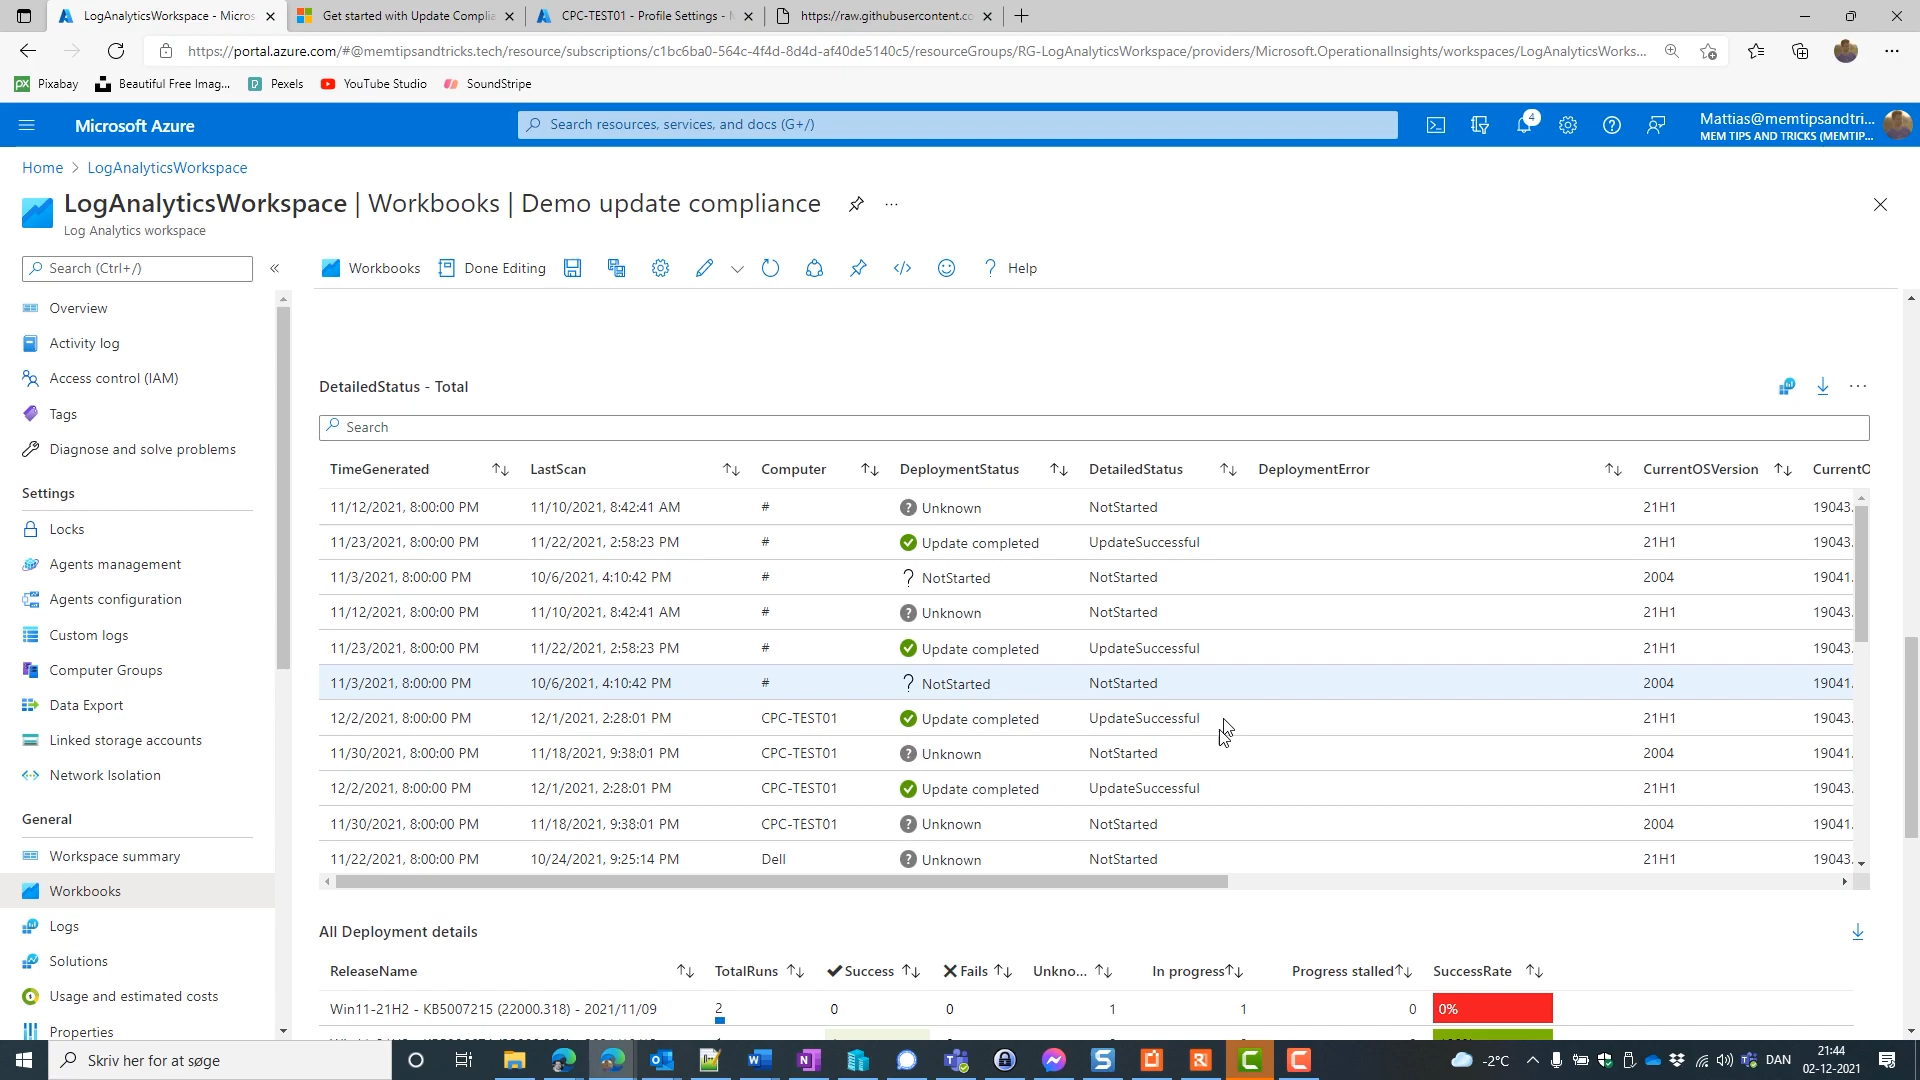 LogAnalyticsWorkspace - Micros
Get started with Update Complia
CPC-TEST01 - Profile Settings -
https://raw.githubusercontent.co
https://portal.azure.com/#@memtipsandtricks.tech/resource/subscriptions/c1bc6ba0-564c-4f4d-8d4d-af40de5140c5/resourceGroups/RG-LogAnalyticsWorkspace/providers/Microsoft.OperationalInsights/workspaces/LogAnalyticsWorks...
Pixabay
Beautiful Free Imag...
Pexels
YouTube Studio
SoundStripe
Microsoft Azure
Search resources, services, and docs (G+/)
4
Mattias@memtipsandtri...
MEM TIPS AND TRICKS (MEMTIP...
Home > LogAnalyticsWorkspace
LogAnalyticsWorkspace | Workbooks | Demo update compliance
Log Analytics workspace
Search (Ctrl+/)
Workbooks
Done Editing
Help
Overview
Activity log
Access control (IAM)
Tags
Diagnose and solve problems
Settings
Locks
Agents management
Agents configuration
Custom logs
Computer Groups
Data Export
Linked storage accounts
Network Isolation
General
Workspace summary
Workbooks
Logs
Solutions
Usage and estimated costs
Properties
DetailedStatus - Total
Search
TimeGenerated LastScan Computer DeploymentStatus DetailedStatus DeploymentError CurrentOSVersion CurrentO
11/12/2021, 8:00:00 PM 11/10/2021, 8:42:41 AM # Unknown NotStarted 21H1 19043.
11/23/2021, 8:00:00 PM 11/22/2021, 2:58:23 PM # Update completed UpdateSuccessful 21H1 19043.
11/3/2021, 8:00:00 PM 10/6/2021, 4:10:42 PM # NotStarted NotStarted 2004 19041.
11/12/2021, 8:00:00 PM 11/10/2021, 8:42:41 AM # Unknown NotStarted 21H1 19043.
11/23/2021, 8:00:00 PM 11/22/2021, 2:58:23 PM # Update completed UpdateSuccessful 21H1 19043.
11/3/2021, 8:00:00 PM 10/6/2021, 4:10:42 PM # NotStarted NotStarted 2004 19041.
12/2/2021, 8:00:00 PM 12/1/2021, 2:28:01 PM CPC-TEST01 Update completed UpdateSuccessful 21H1 19043.
11/30/2021, 8:00:00 PM 11/18/2021, 9:38:01 PM CPC-TEST01 Unknown NotStarted 2004 19041.
12/2/2021, 8:00:00 PM 12/1/2021, 2:28:01 PM CPC-TEST01 Update completed UpdateSuccessful 21H1 19043.
11/30/2021, 8:00:00 PM 11/18/2021, 9:38:01 PM CPC-TEST01 Unknown NotStarted 2004 19041.
11/22/2021, 8:00:00 PM 10/24/2021, 9:25:14 PM Dell Unknown NotStarted 21H1 19043.
All Deployment details
ReleaseName TotalRuns Success Fails Unkno... In progress Progress stalled SuccessRate
Win11-21H2 - KB5007215 (22000.318) - 2021/11/09 2 0 0 1 1 0 0%
Skriv her for at søge
-2°C
DAN
21:44
02-12-2021